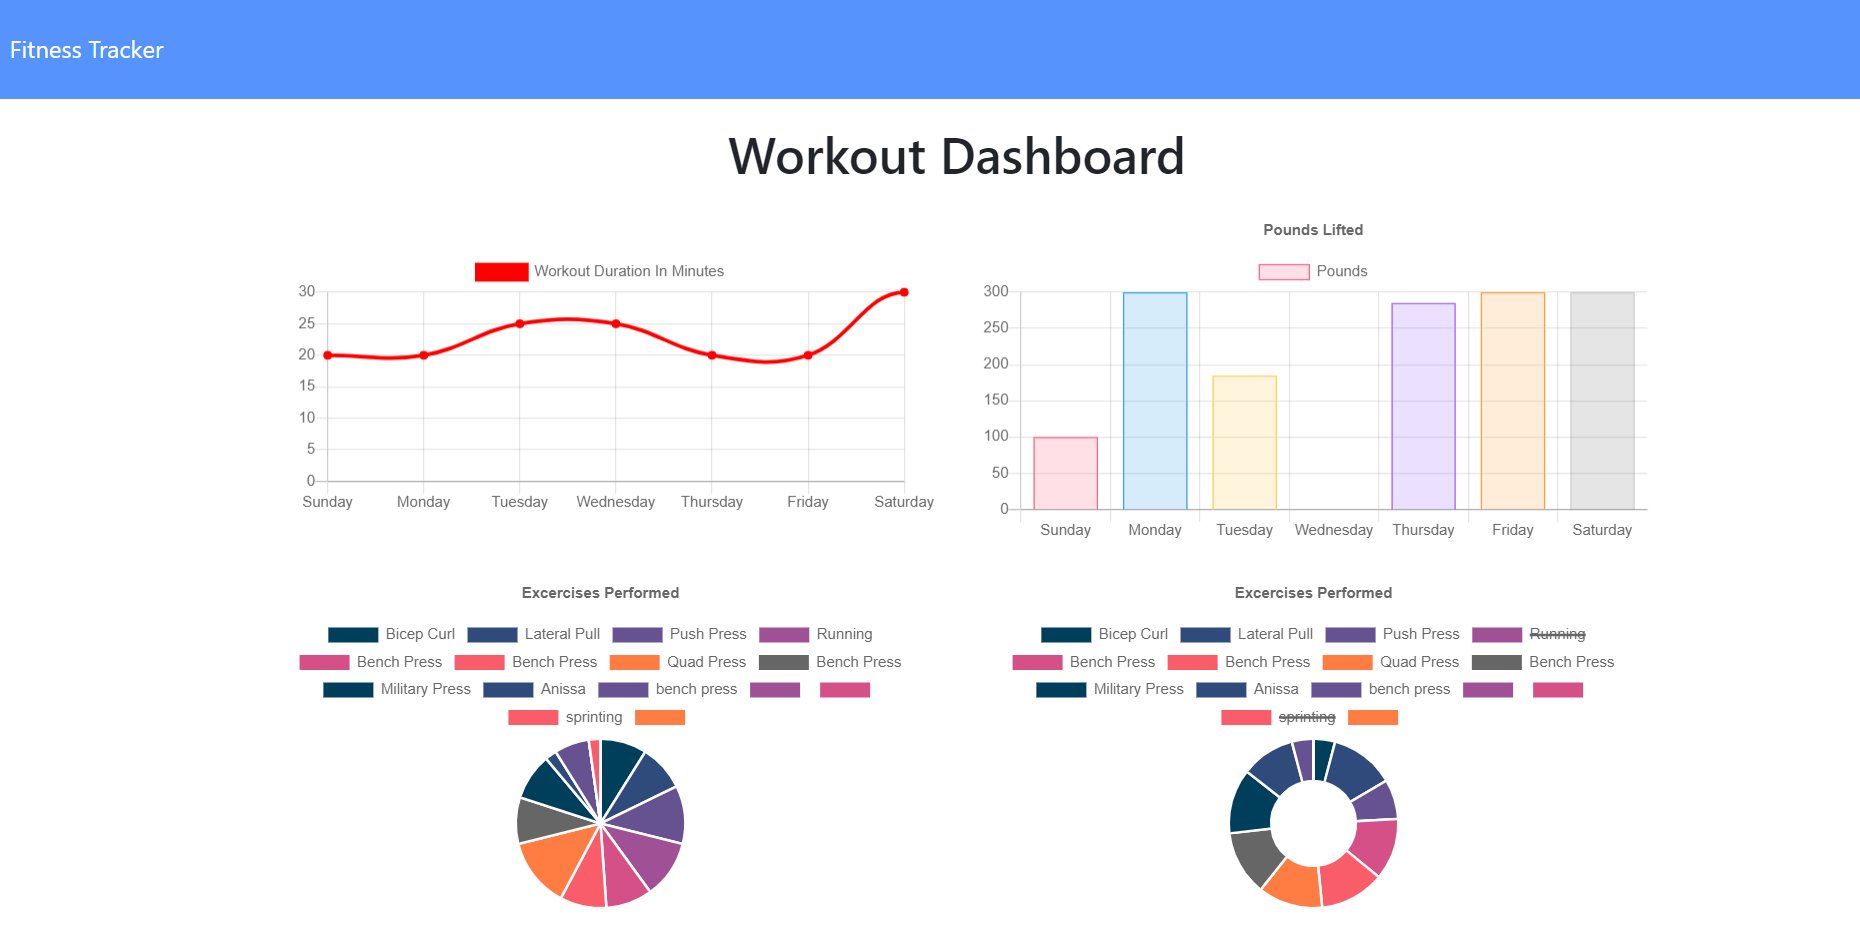 Fitness Tracker
Workout Dashboard
Workout Duration In Minutes
30
25
20
15
10
5
0
Sunday Monday Tuesday Wednesday Thursday Friday Saturday
Pounds Lifted
Pounds
300
250
200
150
100
50
0
Sunday Monday Tuesday Wednesday Thursday Friday Saturday
Excercises Performed
Bicep Curl Lateral Pull Push Press Running
Bench Press Bench Press Quad Press Bench Press
Military Press Anissa bench press
sprinting
Excercises Performed
Bicep Curl Lateral Pull Push Press Running
Bench Press Bench Press Quad Press Bench Press
Military Press Anissa bench press
sprinting